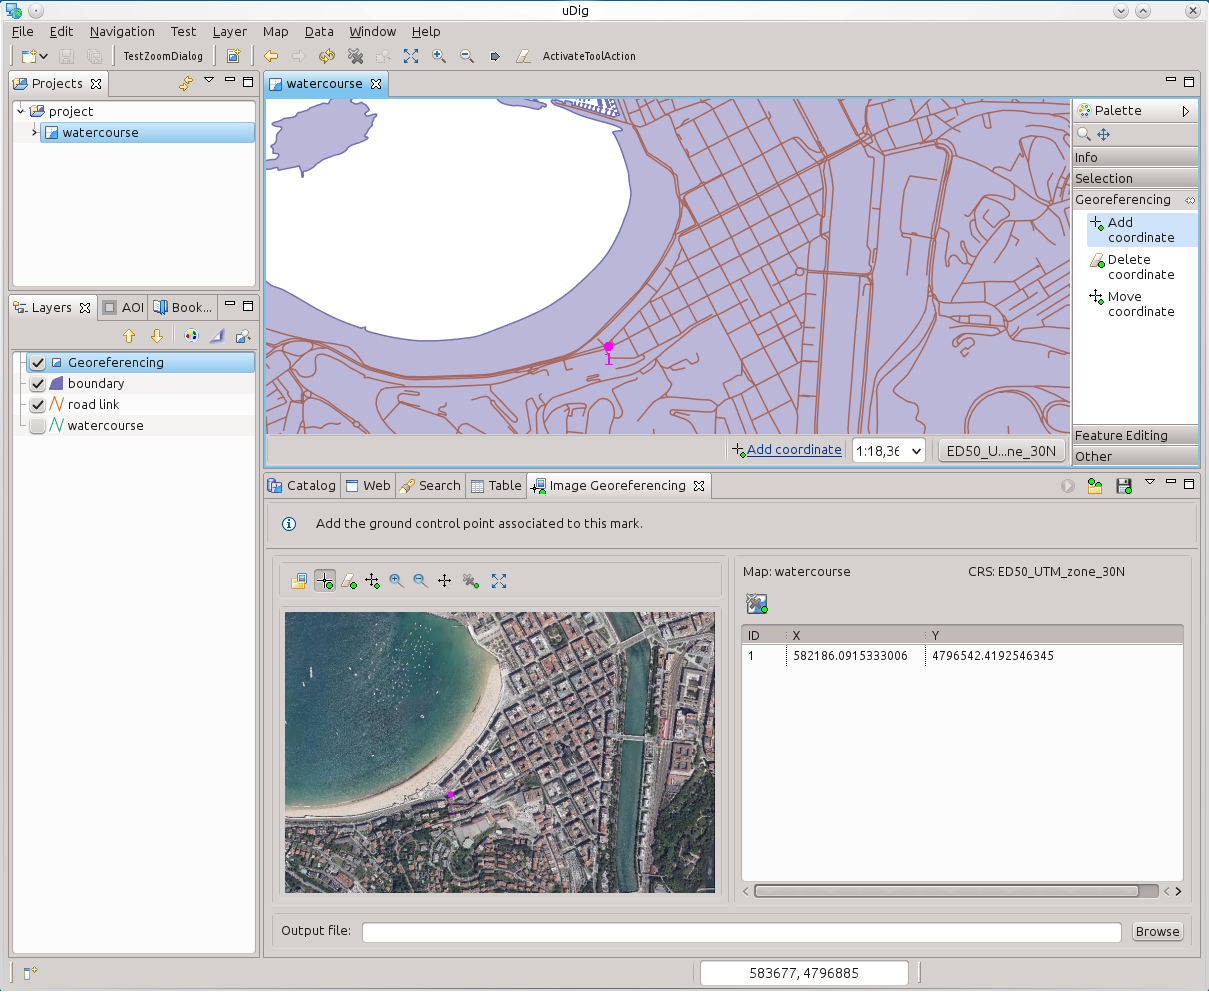 uDig
File Edit Navigation Test Layer Map Data Window Help
TestZoomDialog ActivateToolAction
Projects
project
watercourse
Layers AOI Book...
Georeferencing
boundary
road link
watercourse
watercourse
1
Palette
Info
Selection
Georeferencing
Add
coordinate
Delete
coordinate
Move
coordinate
Feature Editing
Other
Add coordinate 1:18,36 ED50_U...ne_30N
Catalog Web Search Table Image Georeferencing
Add the ground control point associated to this mark.
Map: watercourse CRS: ED50_UTM_zone_30N
ID X Y
1 582186.0915333006 4796542.4192546345
Output file: Browse
583677, 4796885